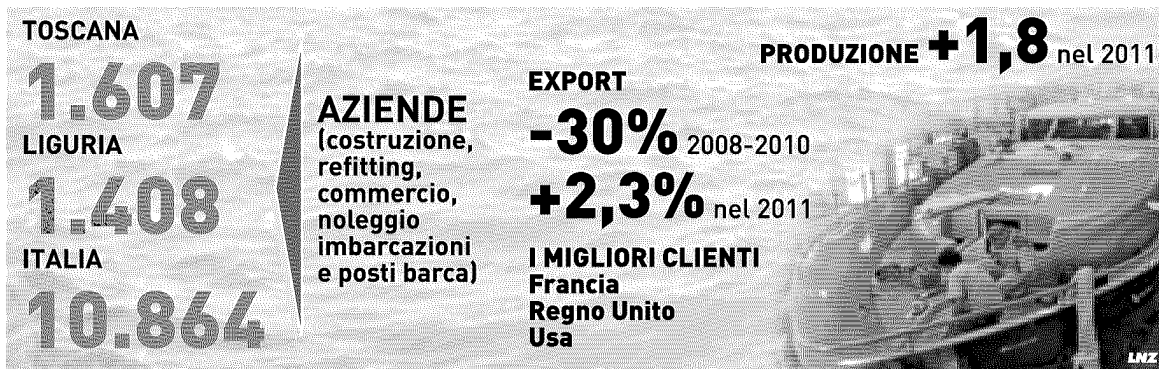 TOSCANA
1.607
LIGURIA
1.408
ITALIA
10.864
AZIENDE
(costruzione,
refitting,
commercio,
noleggio
imbarcazioni
e posti barca)
EXPORT
-30% 2008-2010
+2,3% nel 2011
I MIGLIORI CLIENTI
Francia
Regno Unito
Usa
PRODUZIONE +1,8 nel 2011
LNZ